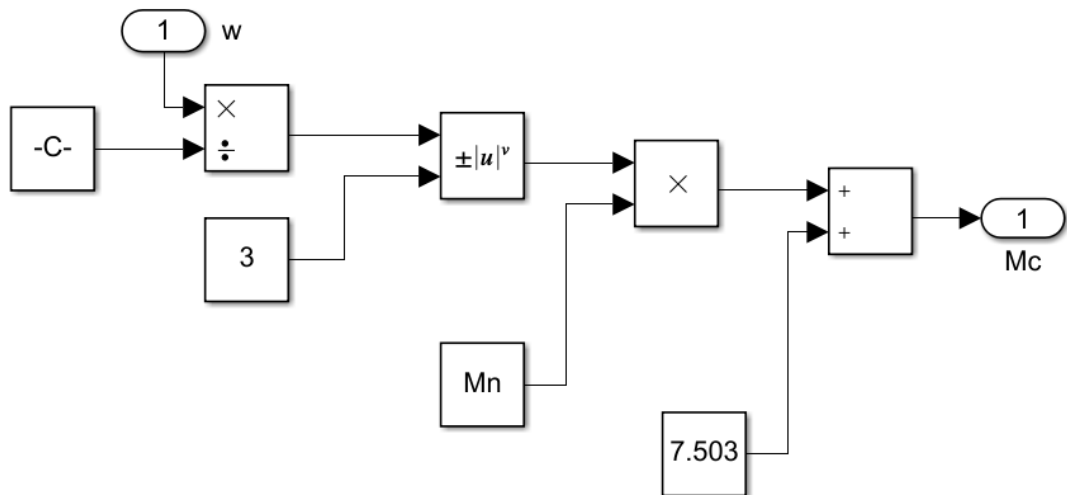 1
w
-C-
×
÷
3
±|u|ᵛ
Mn
×
7.503
+
+
1
Mc